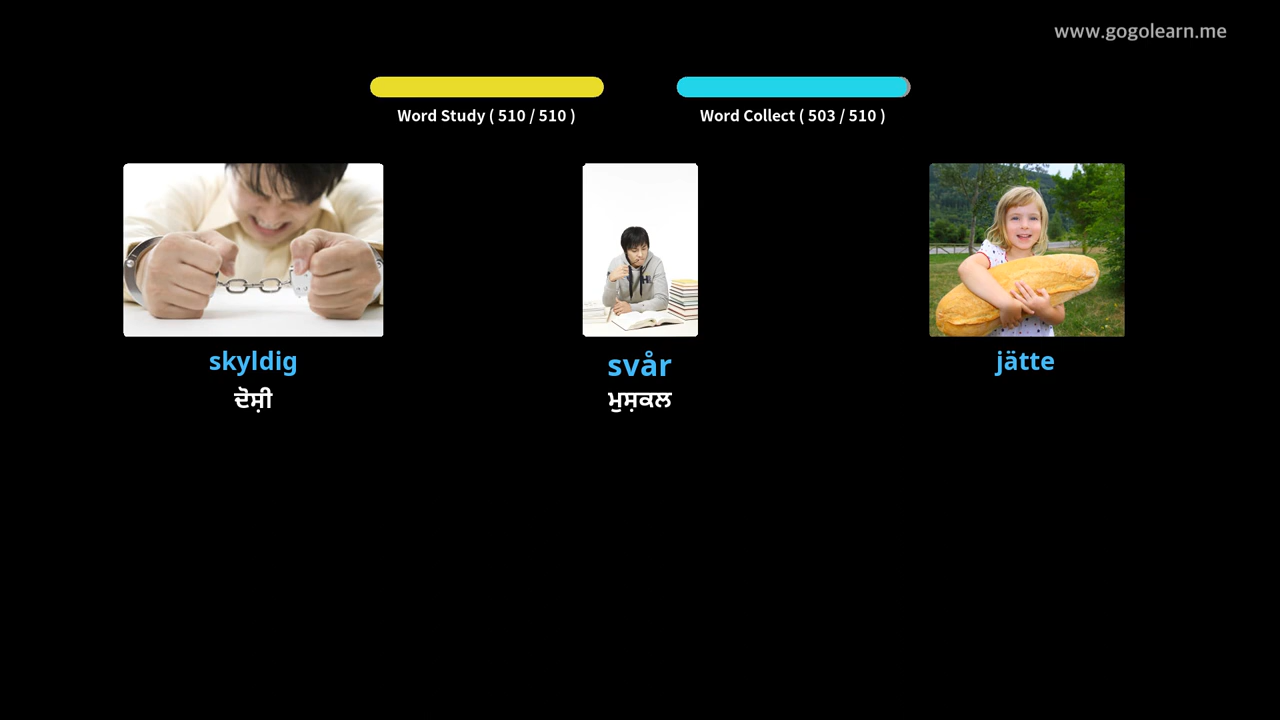 www.gogolearn.me
Word Study ( 510 / 510 )
Word Collect ( 503 / 510 )
skyldig
svår
jätte
ਦੋਸ਼ੀ
ਮੁਸ਼ਕਲ